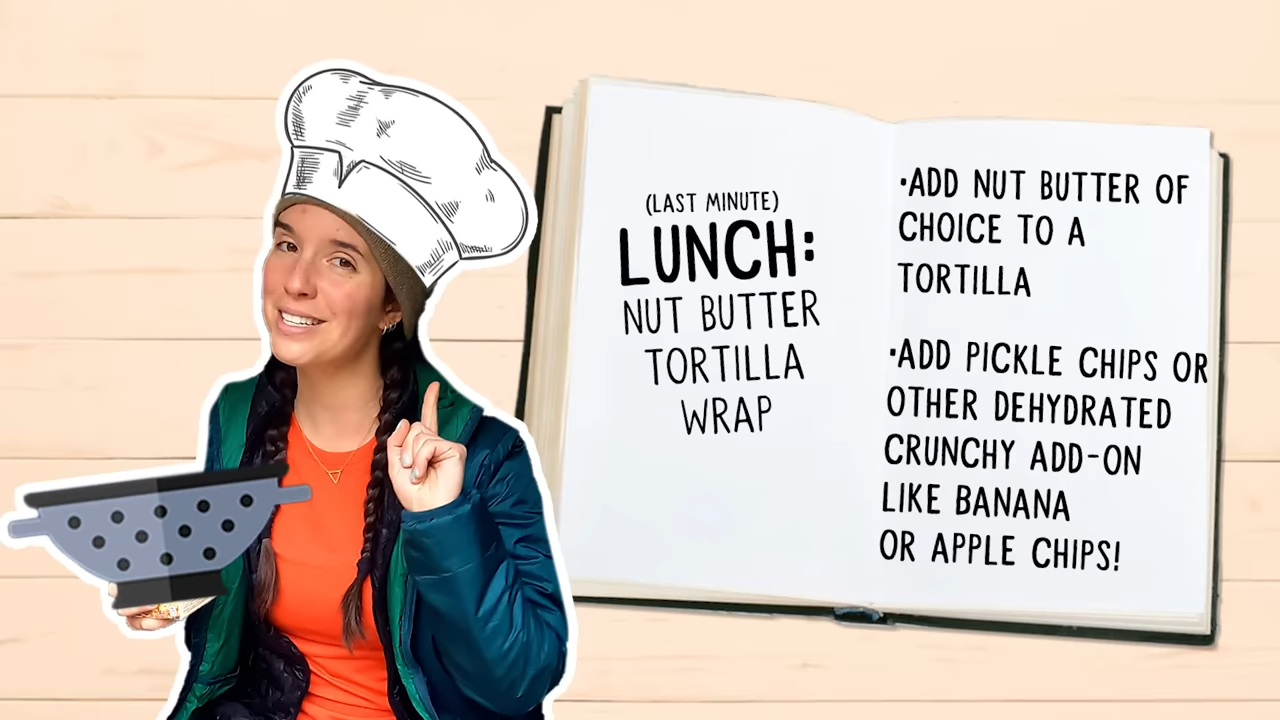 (LAST MINUTE)
LUNCH:
NUT BUTTER
TORTILLA
WRAP
•ADD NUT BUTTER OF
CHOICE TO A
TORTILLA
•ADD PICKLE CHIPS OR
OTHER DEHYDRATED
CRUNCHY ADD-ON
LIKE BANANA
OR APPLE CHIPS!